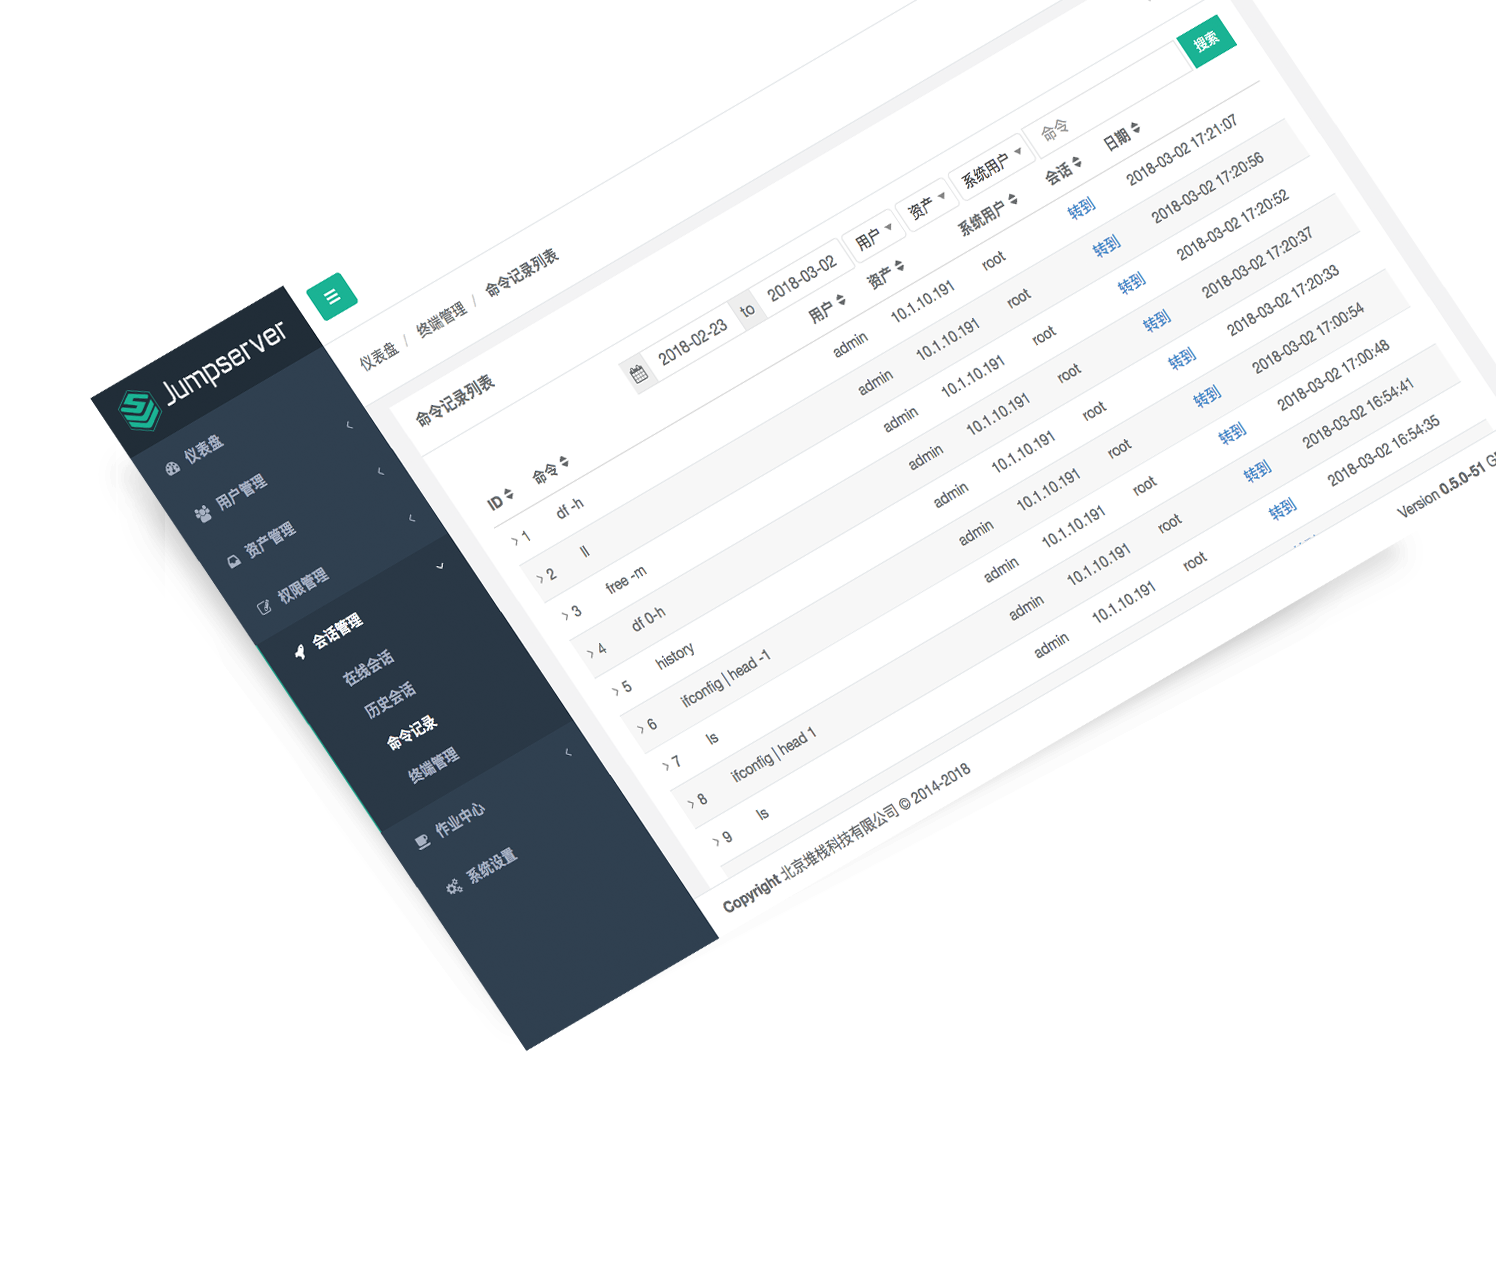 Jumpserver
仪表盘
用户管理
资产管理
权限管理
会话管理
在线会话
历史会话
命令记录
终端管理
作业中心
系统设置
仪表盘 / 终端管理 / 命令记录列表
命令记录列表
2018-02-23 to 2018-03-02 用户 资产 系统用户 命令 搜索
ID 命令 用户 资产 系统用户 会话 日期
1 df -h admin 10.1.10.191 root 转到 2018-03-02 17:21:07
2 ll admin 10.1.10.191 root 转到 2018-03-02 17:20:56
3 free -m admin 10.1.10.191 root 转到 2018-03-02 17:20:52
4 df 0-h admin 10.1.10.191 root 转到 2018-03-02 17:20:37
5 history admin 10.1.10.191 root 转到 2018-03-02 17:20:33
6 ifconfig | head -1 admin 10.1.10.191 root 转到 2018-03-02 17:00:54
7 ls admin 10.1.10.191 root 转到 2018-03-02 17:00:48
8 ifconfig | head 1 admin 10.1.10.191 root 转到 2018-03-02 16:54:41
9 ls admin 10.1.10.191 root 转到 2018-03-02 16:54:35
Copyright 北京堆栈科技有限公司 © 2014-2018
Version 0.5.0-51